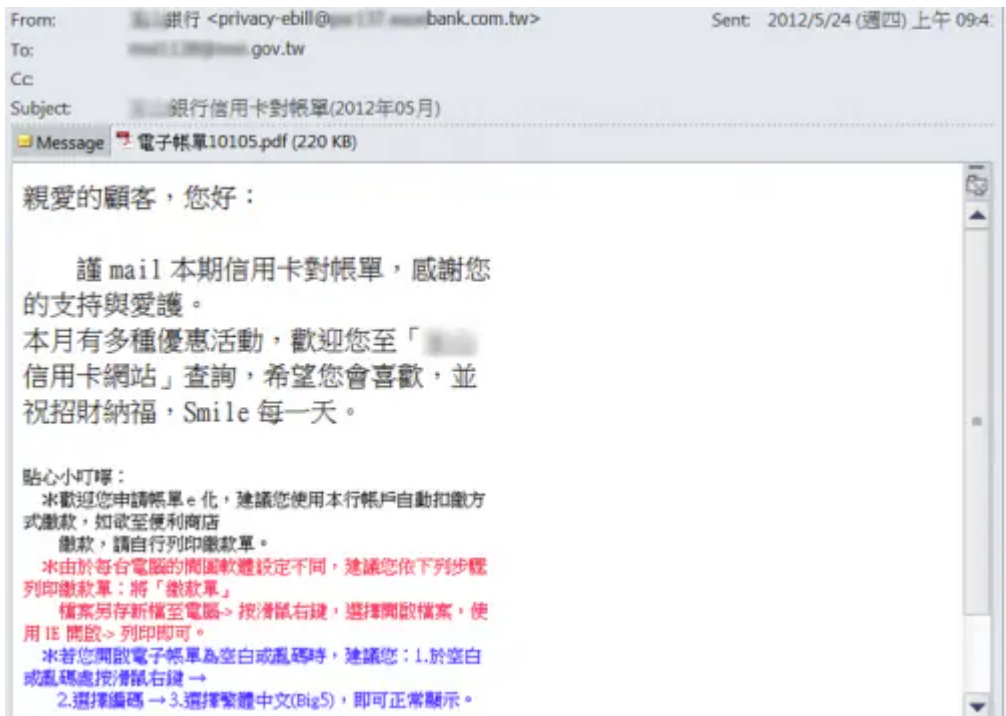 From: 銀行 <privacy-ebill@ bank.com.tw>
Sent: 2012/5/24 (週四) 上午 09:4
To: gov.tw
Cc:
Subject: 銀行信用卡對帳單(2012年05月)
Message 電子帳單10105.pdf (220 KB)
親愛的顧客，您好：
謹 mail 本期信用卡對帳單，感謝您
的支持與愛護。
本月有多種優惠活動，歡迎您至「
信用卡網站」查詢，希望您會喜歡，並
祝招財納福，Smile 每一天。
貼心小叮嚀：
＊歡迎您申請帳單 e 化，建議您使用本行帳戶自動扣繳方
式繳款，如欲至便利商店
繳款，請自行列印繳款單。
＊由於每台電腦的開圖軟體設定不同，建議您依下列步驟
列印繳款單：將「繳款單」
檔案另存新檔至電腦-> 按滑鼠右鍵，選擇開啟檔案，使
用 IE 開啟-> 列印即可。
＊若您開啟電子帳單為空白或亂碼時，建議您：1.於空白
或亂碼處按滑鼠右鍵 →
2.選擇編碼 → 3.選擇繁體中文(Big5)，即可正常顯示。